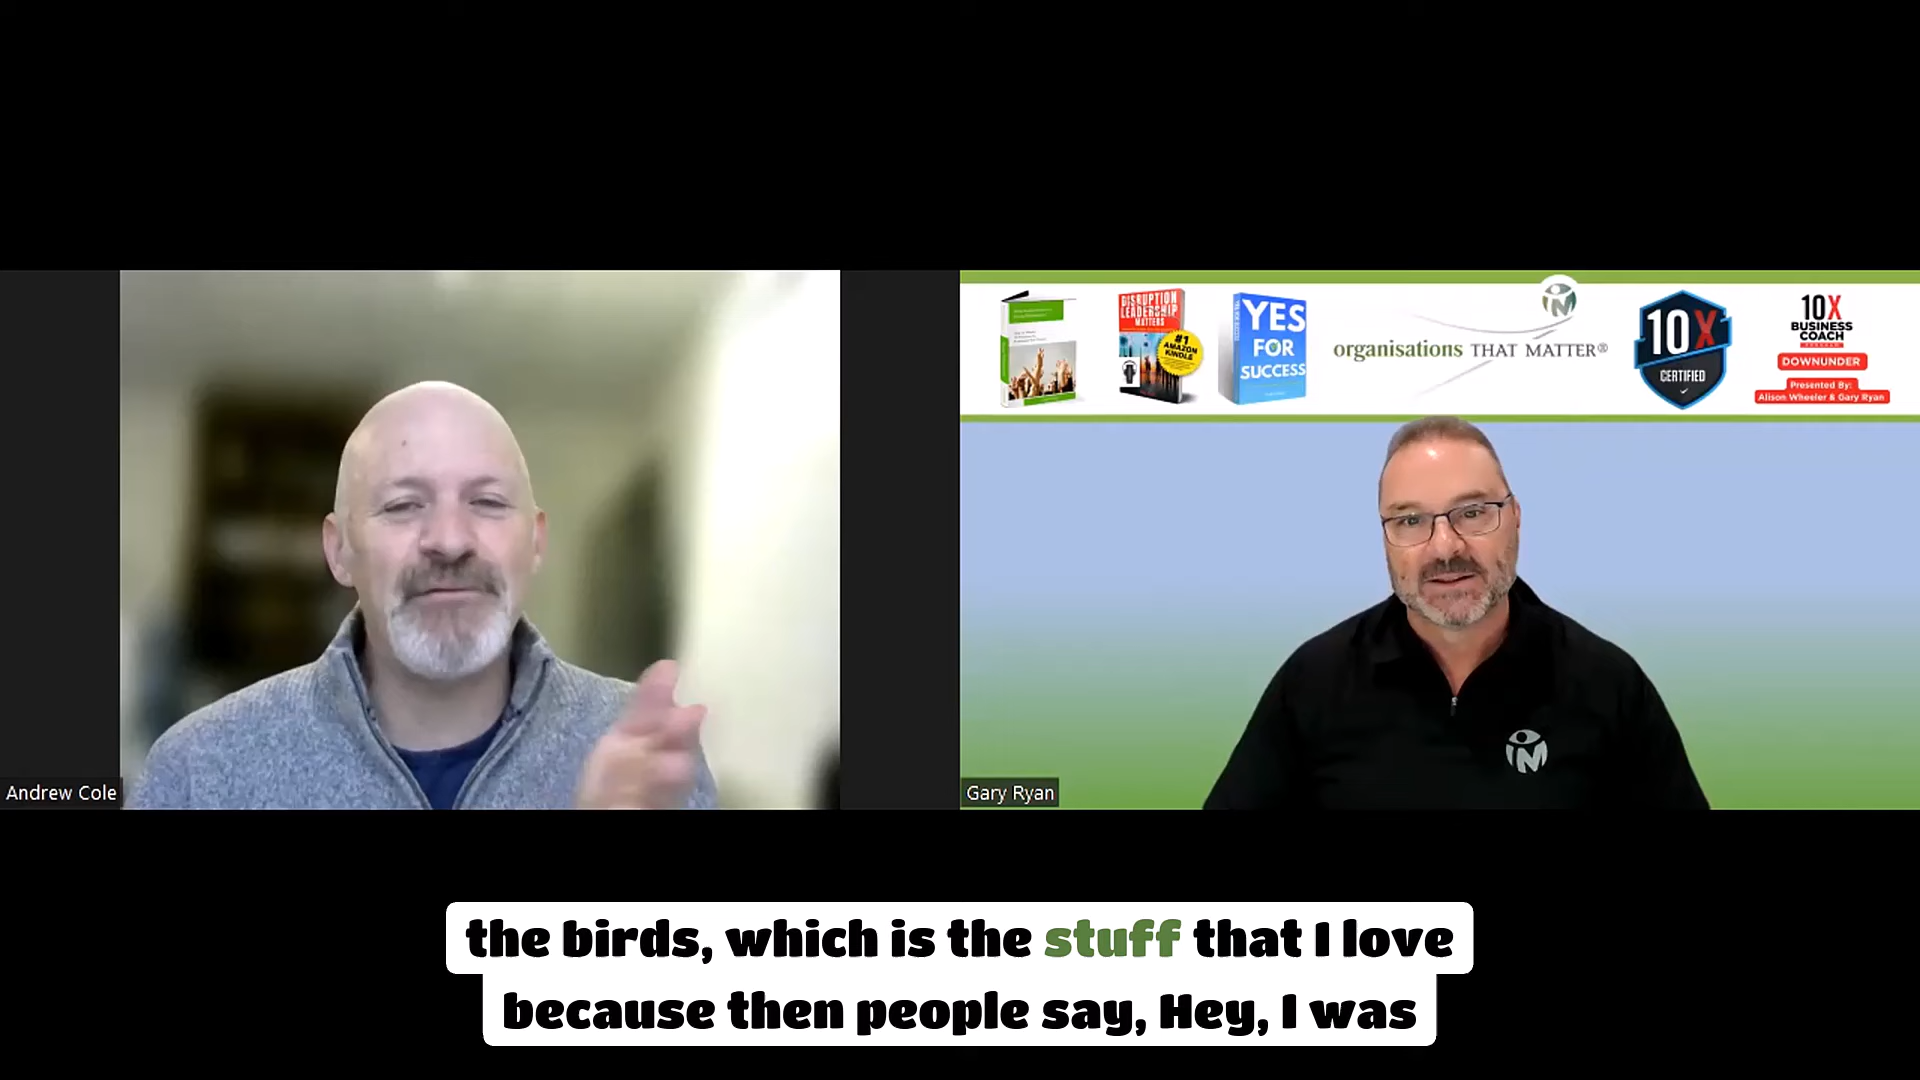 DISRUPTION
LEADERSHIP
MATTERS
#1
AMAZON
KINDLE
YES
FOR
SUCCESS
organisations THAT MATTER®
10X
CERTIFIED
10X
BUSINESS
COACH
DOWNUNDER
Presented By:
Alison Wheeler & Gary Ryan
Andrew Cole
Gary Ryan
the birds, which is the stuff that I love
because then people say, Hey, I was